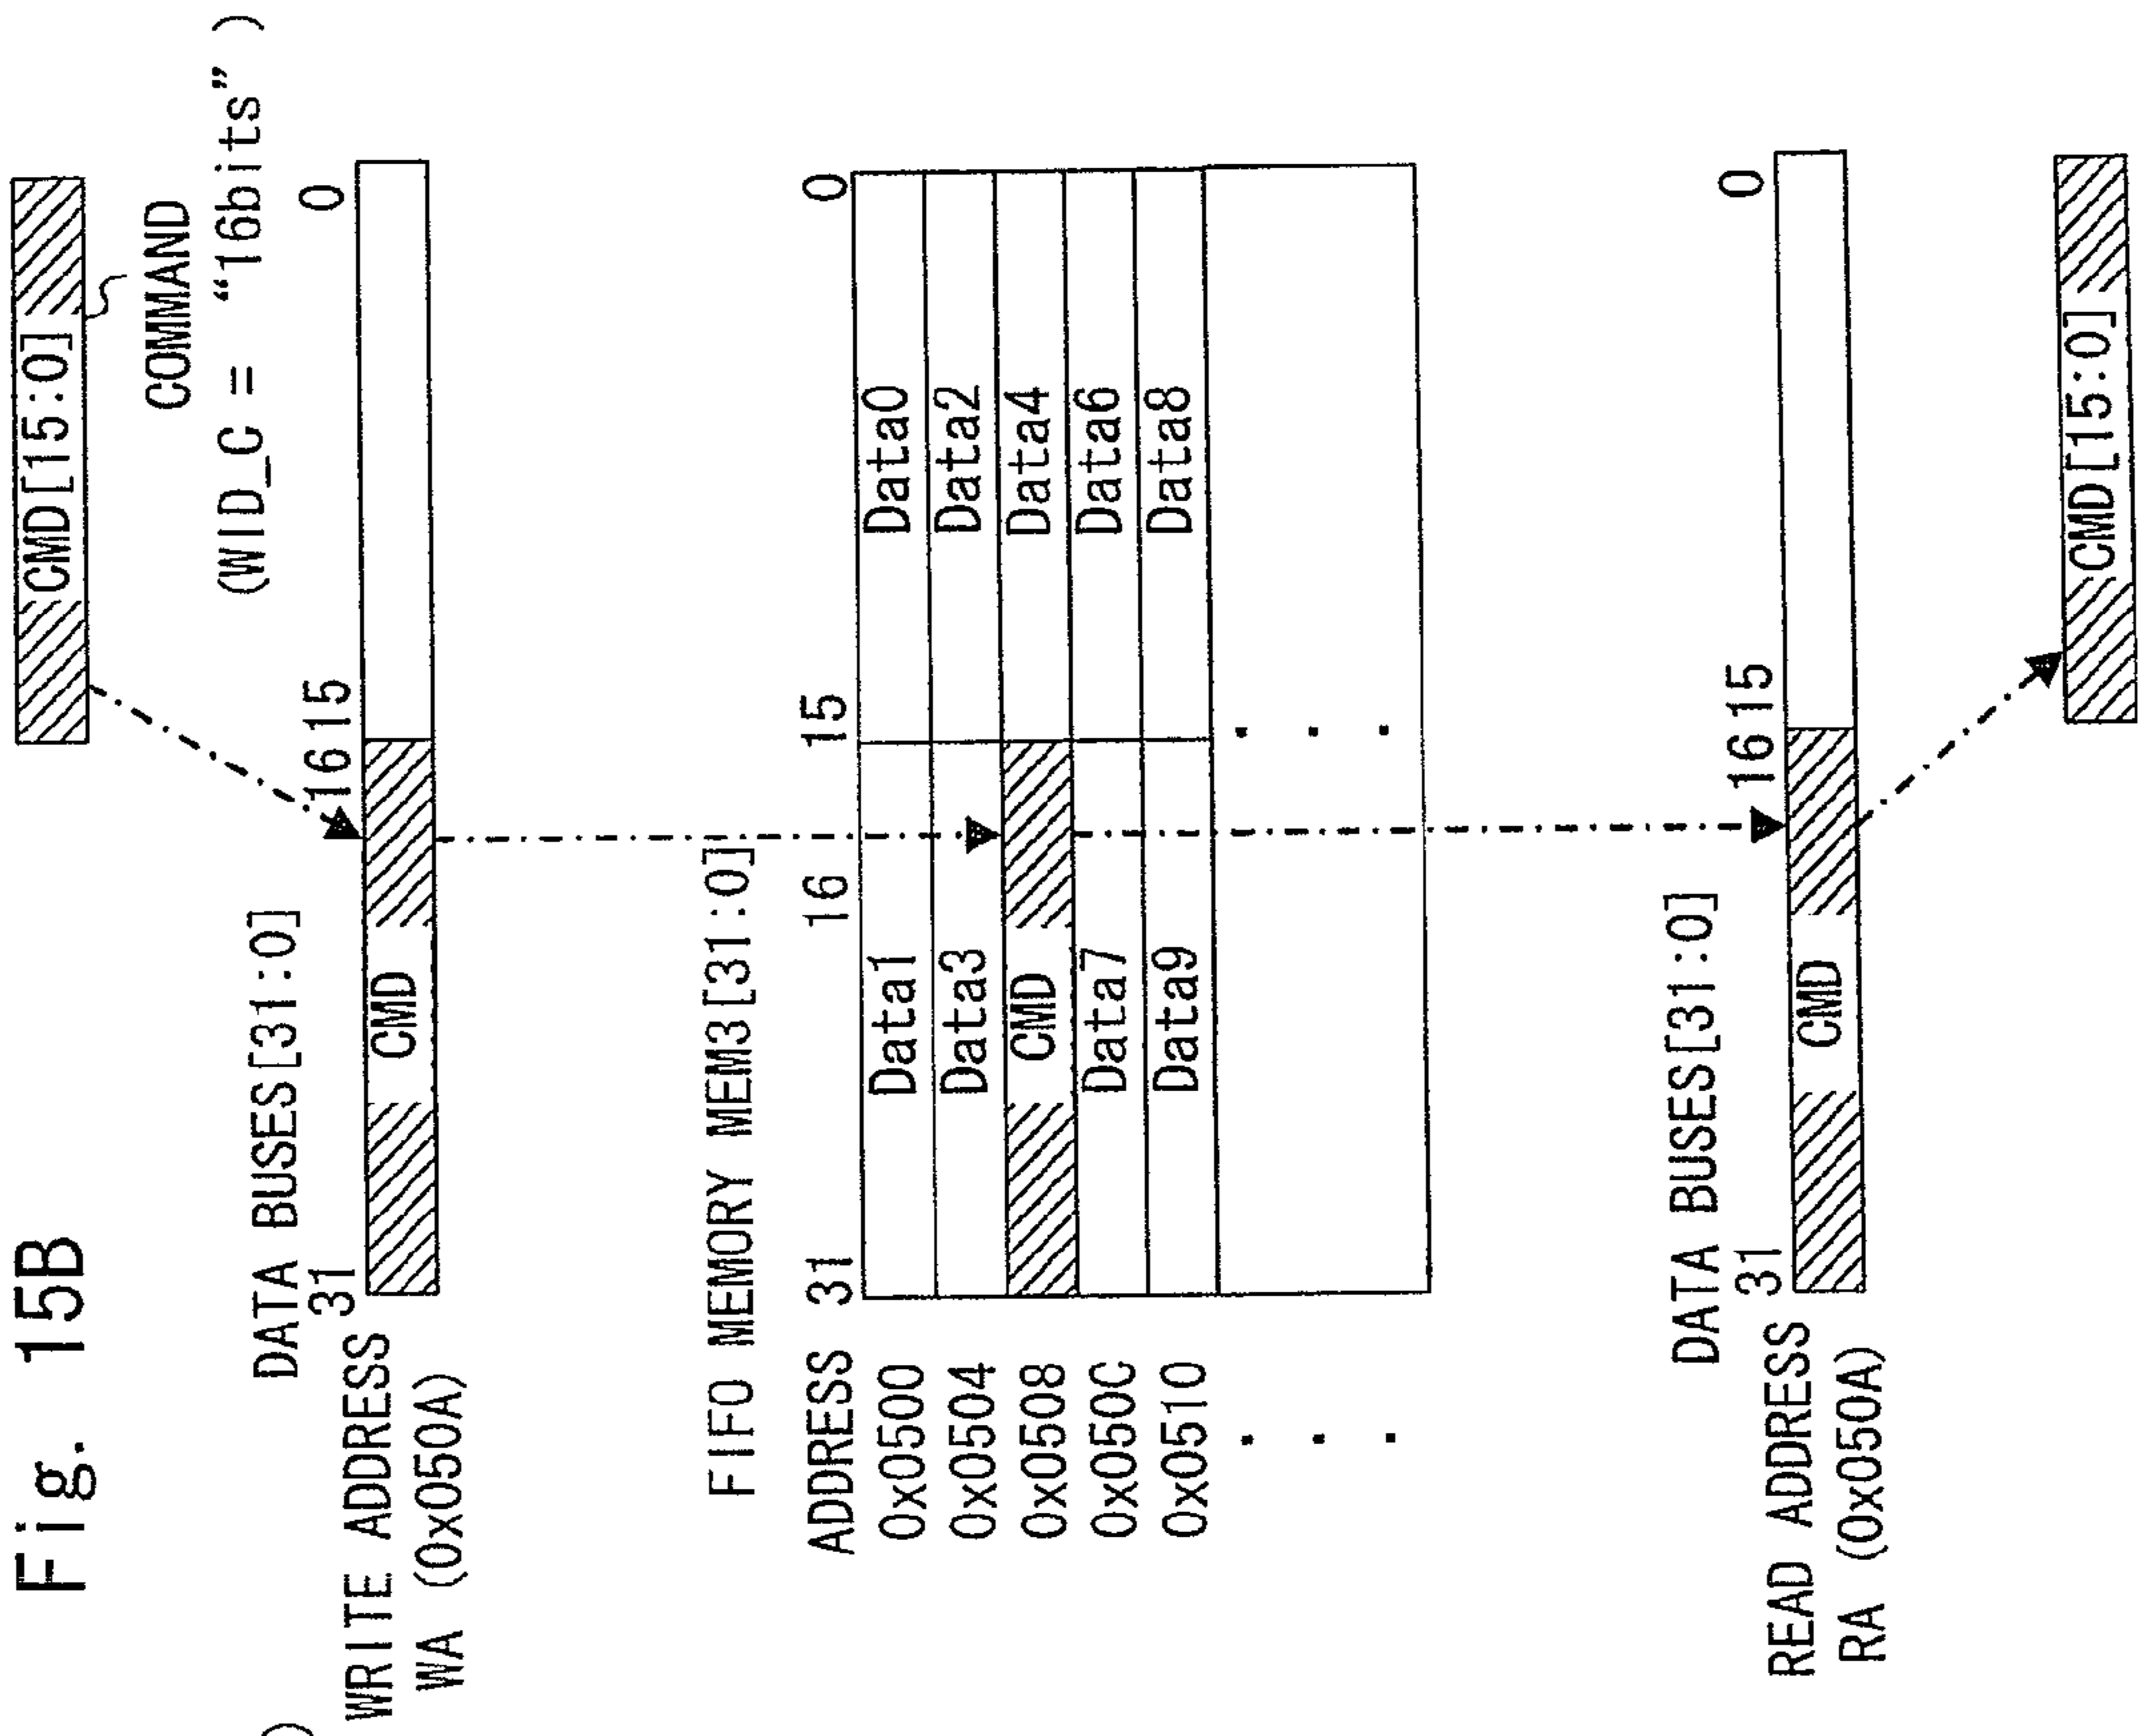 Fig. 15B
CMD[15:0]
COMMAND
(WID_C = “16bits” )
DATA BUSES[31:0]
WRITE ADDRESS 31 16 15 0
WA (0x050A) CMD
FIFO MEMORY MEM3[31:0]
ADDRESS 31 16 15 0
0x0500 Data1 Data0
0x0504 Data3 Data2
0x0508 CMD Data4
0x050C Data7 Data6
0x0510 Data9 Data8
. . .
. . .
DATA BUSES[31:0]
READ ADDRESS 31 16 15 0
RA (0x050A) CMD
CMD[15:0]
)